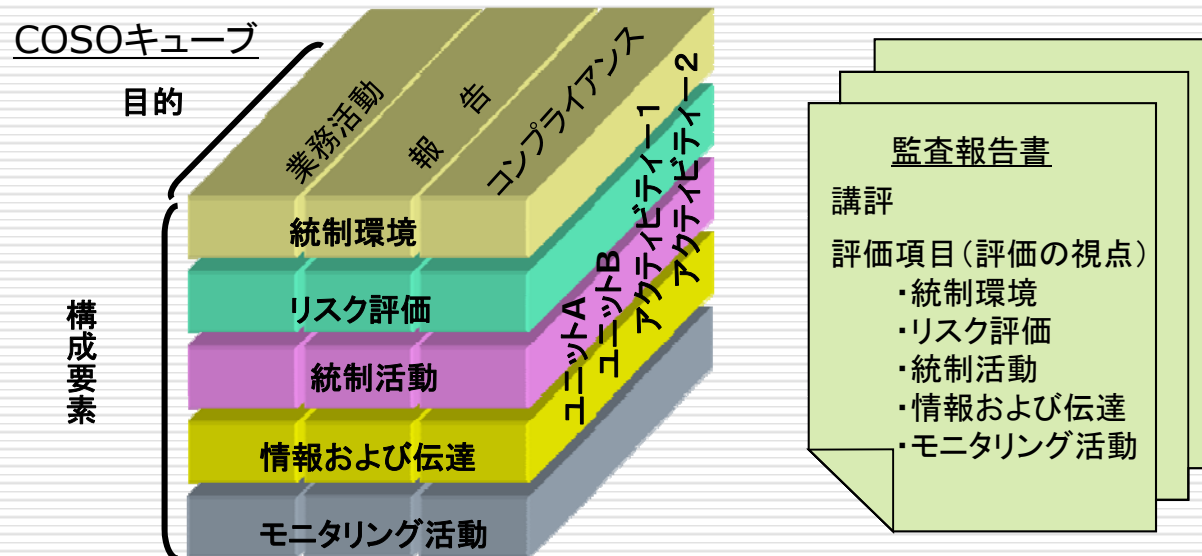 COSOキューブ
目的
業務活動
報告
コンプライアンス
構成要素
統制環境
リスク評価
統制活動
情報および伝達
モニタリング活動
ユニットA
ユニットB
アクティビティー1
アクティビティー2
監査報告書
講評
評価項目(評価の視点)
・統制環境
・リスク評価
・統制活動
・情報および伝達
・モニタリング活動